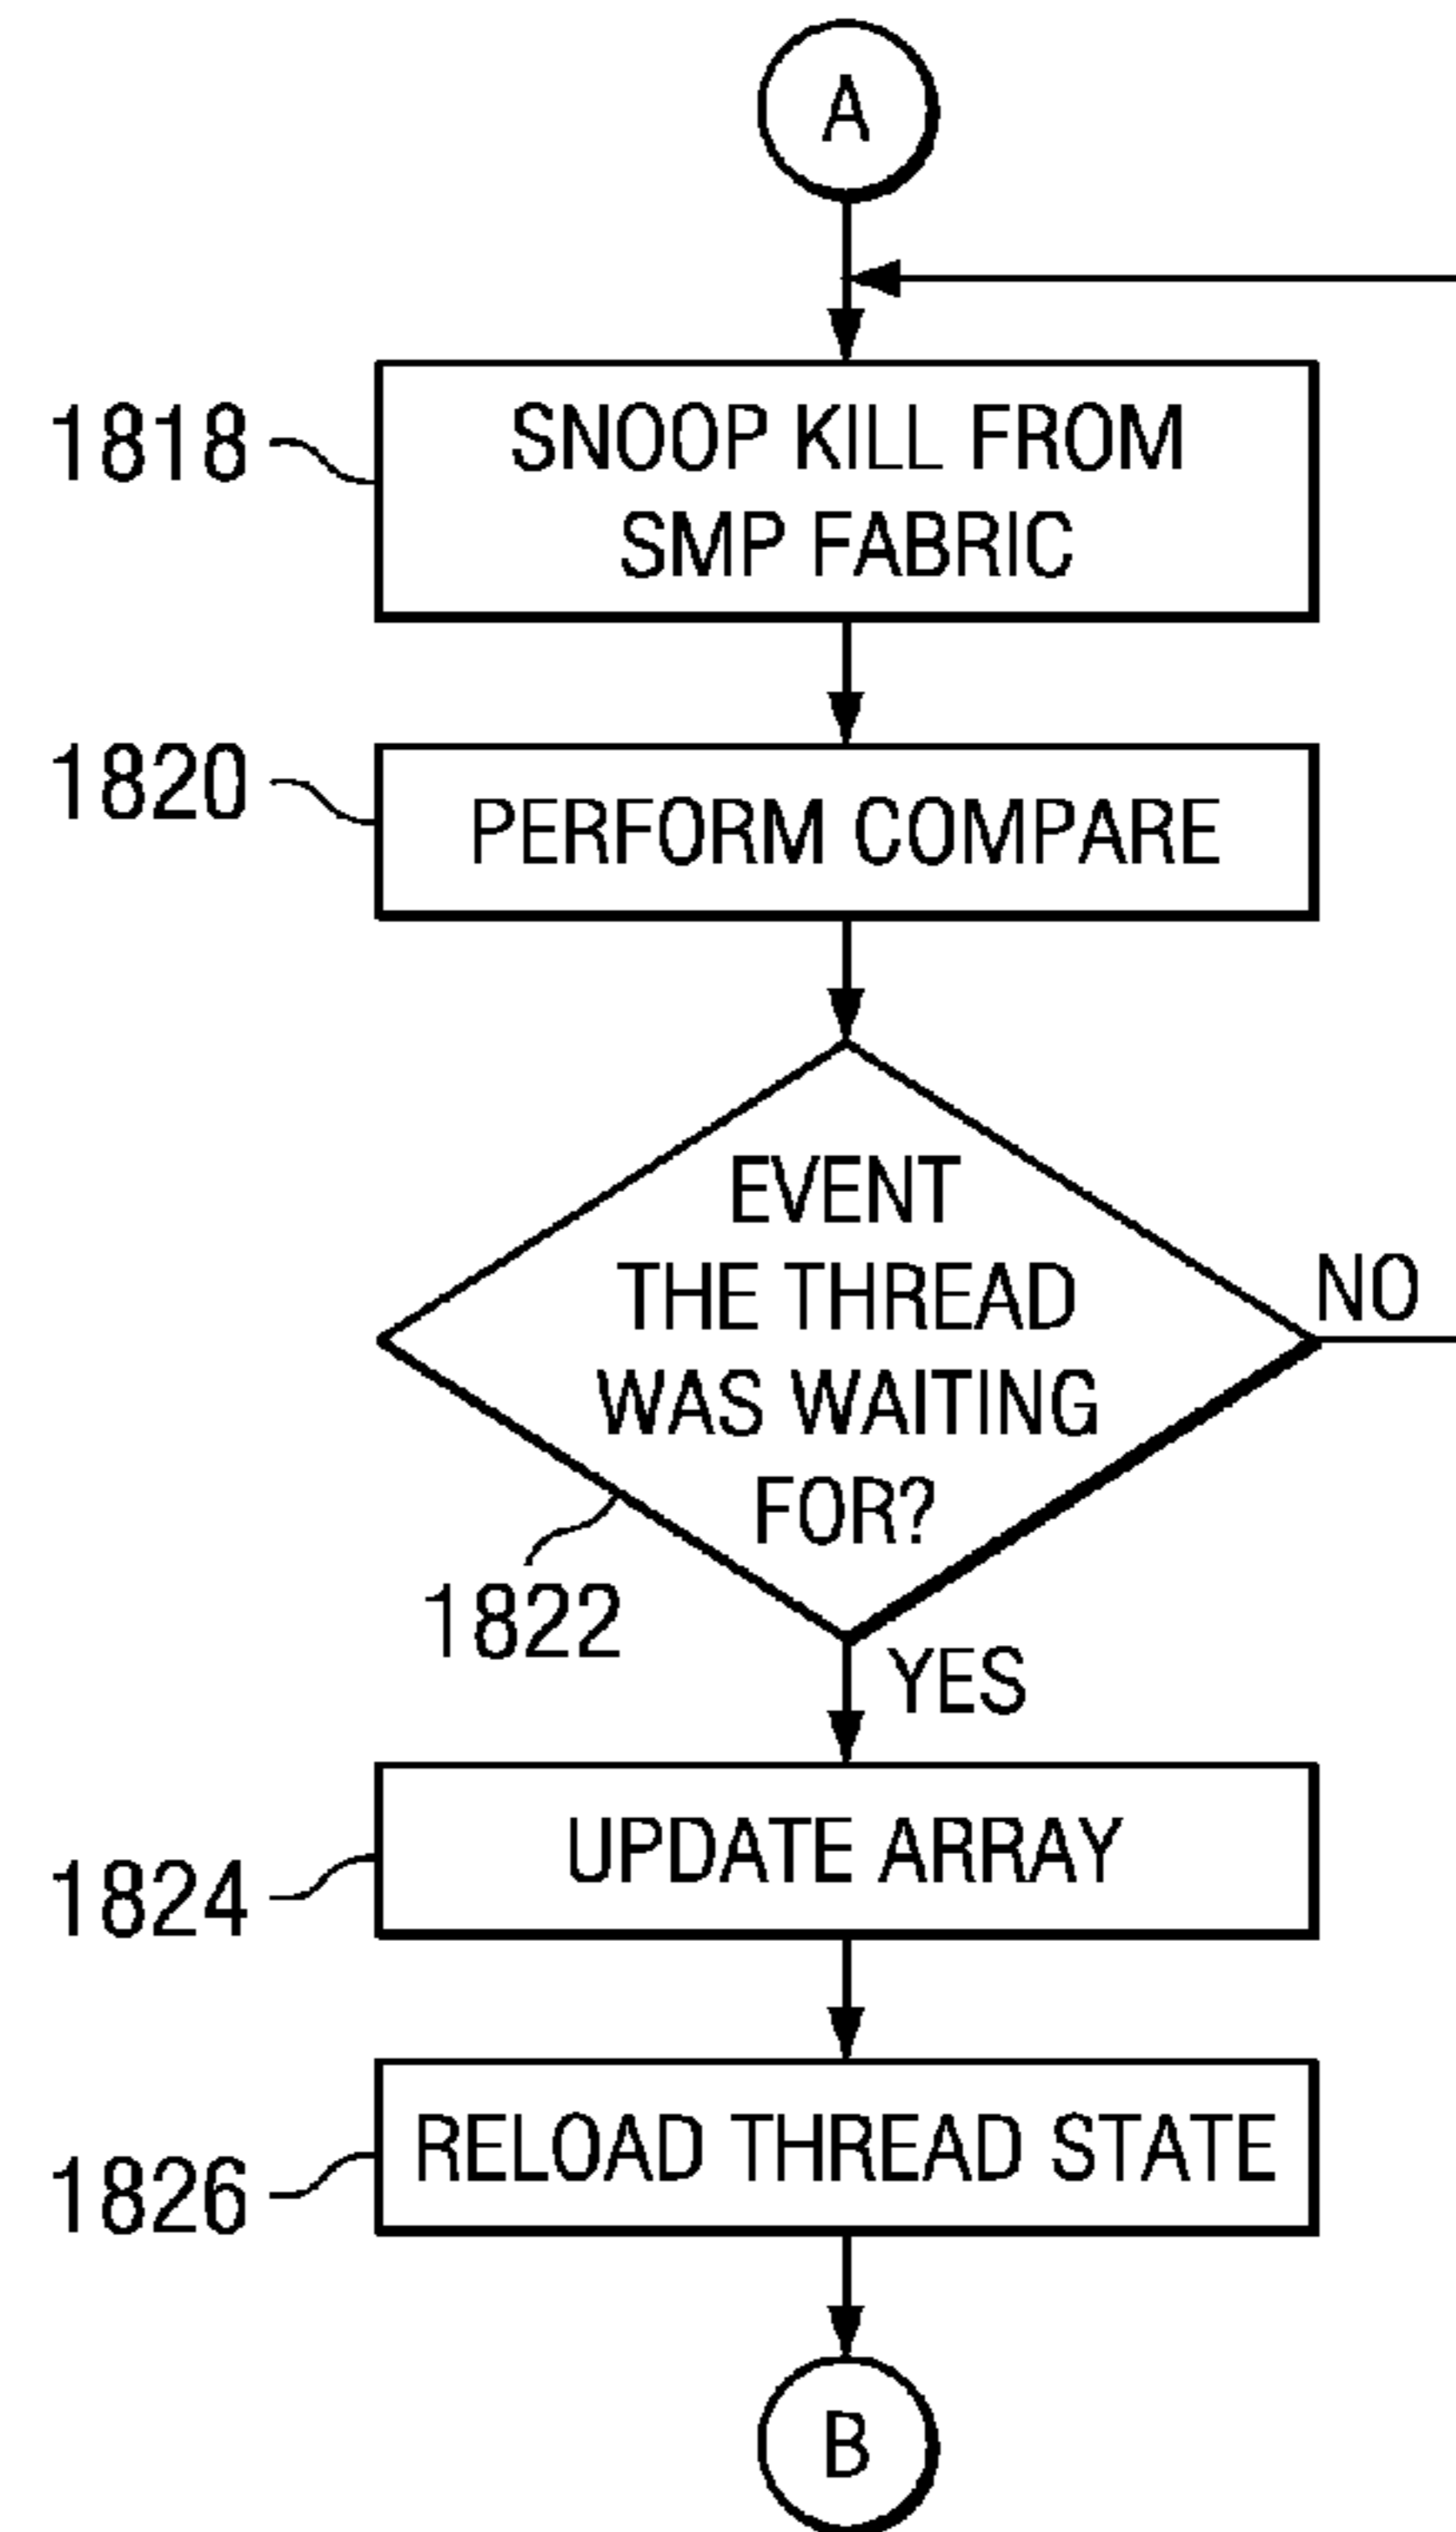 A
1818
SNOOP KILL FROM
SMP FABRIC
1820
PERFORM COMPARE
EVENT
THE THREAD
WAS WAITING
FOR?
NO
1822
YES
UPDATE ARRAY
1824
RELOAD THREAD STATE
1826
B